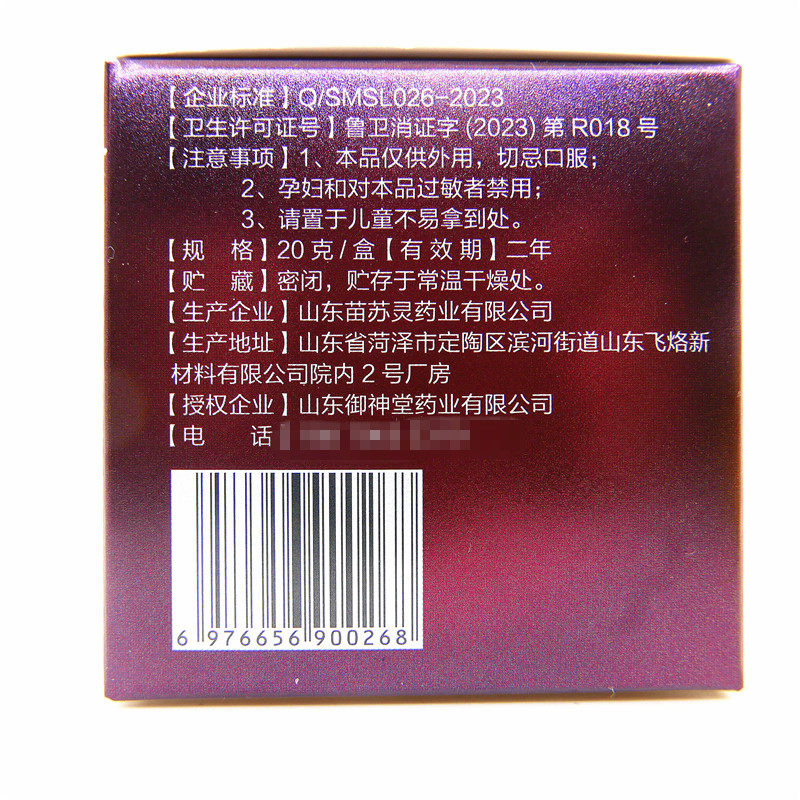 【企业标准】Q/SMSL026-2023
【卫生许可证号】鲁卫消证字(2023)第R018号
【注意事项】1、本品仅供外用，切忌口服；
2、孕妇和对本品过敏者禁用；
3、请置于儿童不易拿到处。
【规 格】20克/盒【有效期】二年
【贮 藏】密闭，贮存于常温干燥处。
【生产企业】山东苗苏灵药业有限公司
【生产地址】山东省菏泽市定陶区滨河街道山东飞烙新
材料有限公司院内2号厂房
【授权企业】山东御神堂药业有限公司
【电 话】
6 976656 900268